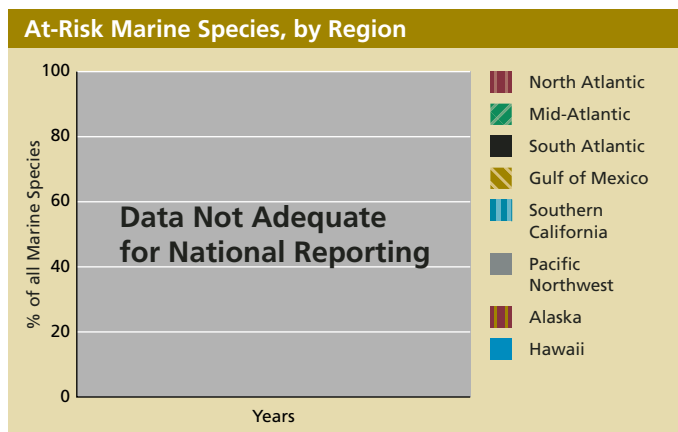 At-Risk Marine Species, by Region
% of all Marine Species
100
80
60
40
20
0
Data Not Adequate
for National Reporting
Years
North Atlantic
Mid-Atlantic
South Atlantic
Gulf of Mexico
Southern
California
Pacific
Northwest
Alaska
Hawaii